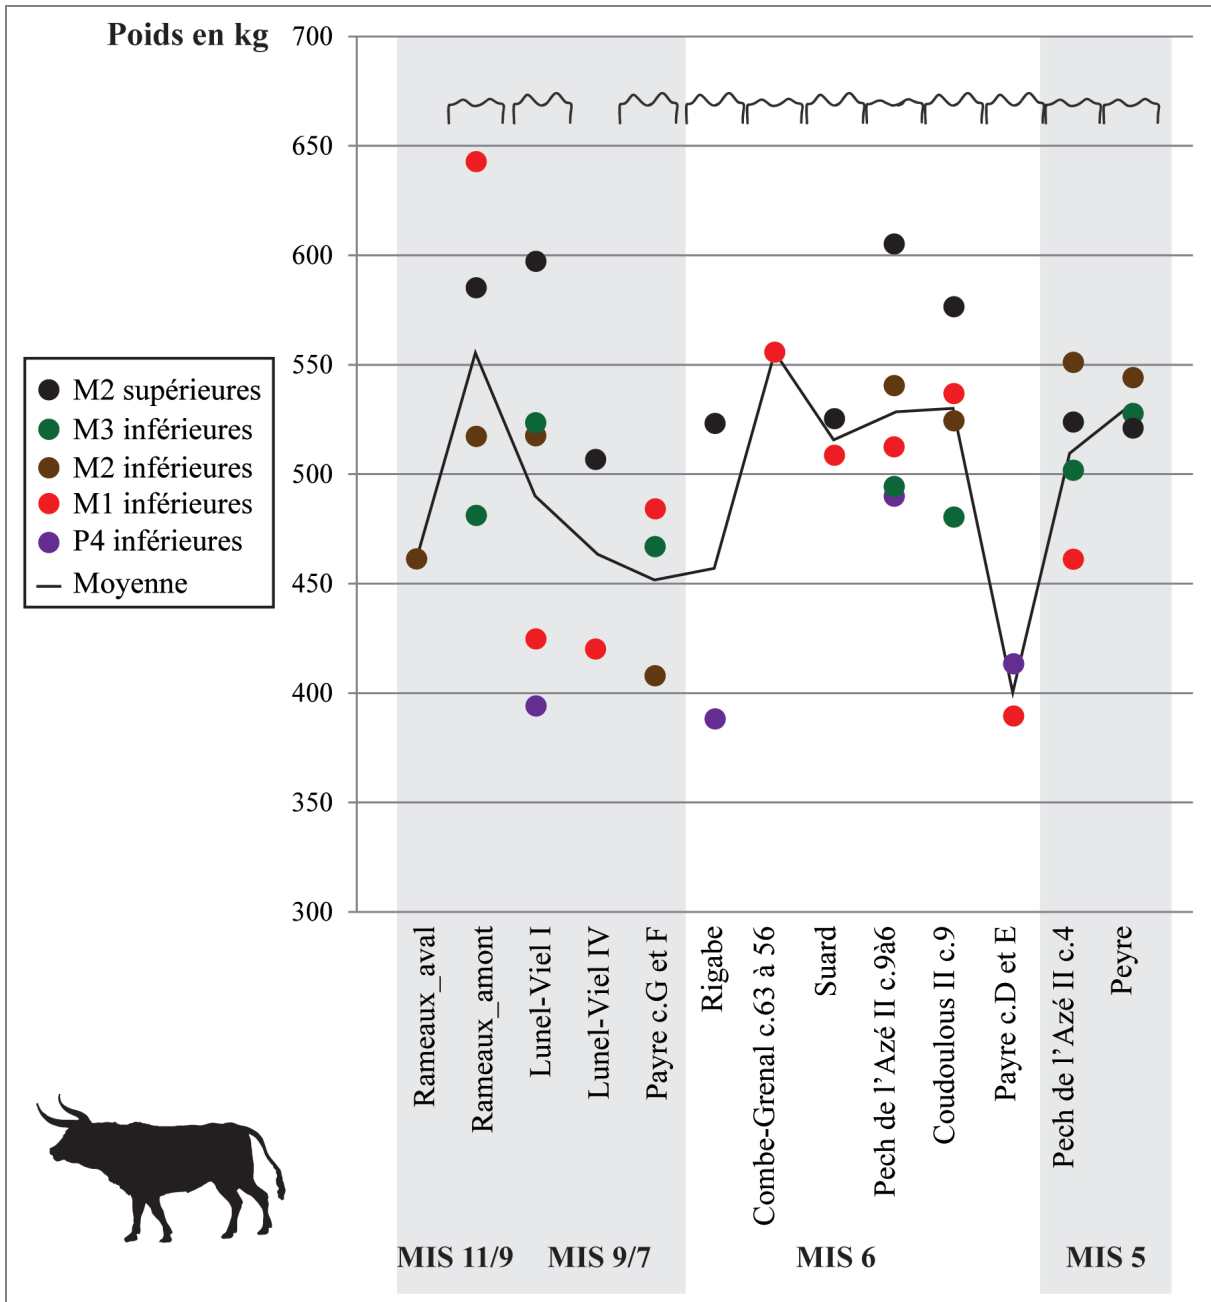 Poids en kg
700
650
600
550
500
450
400
350
300
M2 supérieures
M3 inférieures
M2 inférieures
M1 inférieures
P4 inférieures
Moyenne
Rameaux_aval
Rameaux_amont
Lunel-Viel I
Lunel-Viel IV
Payre c.G et F
Rigabe
Combe-Grenal c.63 à 56
Suard
Pech de l'Azé II c.9à6
Coudoulous II c.9
Payre c.D et E
Pech de l'Azé II c.4
Peyre
MIS 11/9
MIS 9/7
MIS 6
MIS 5